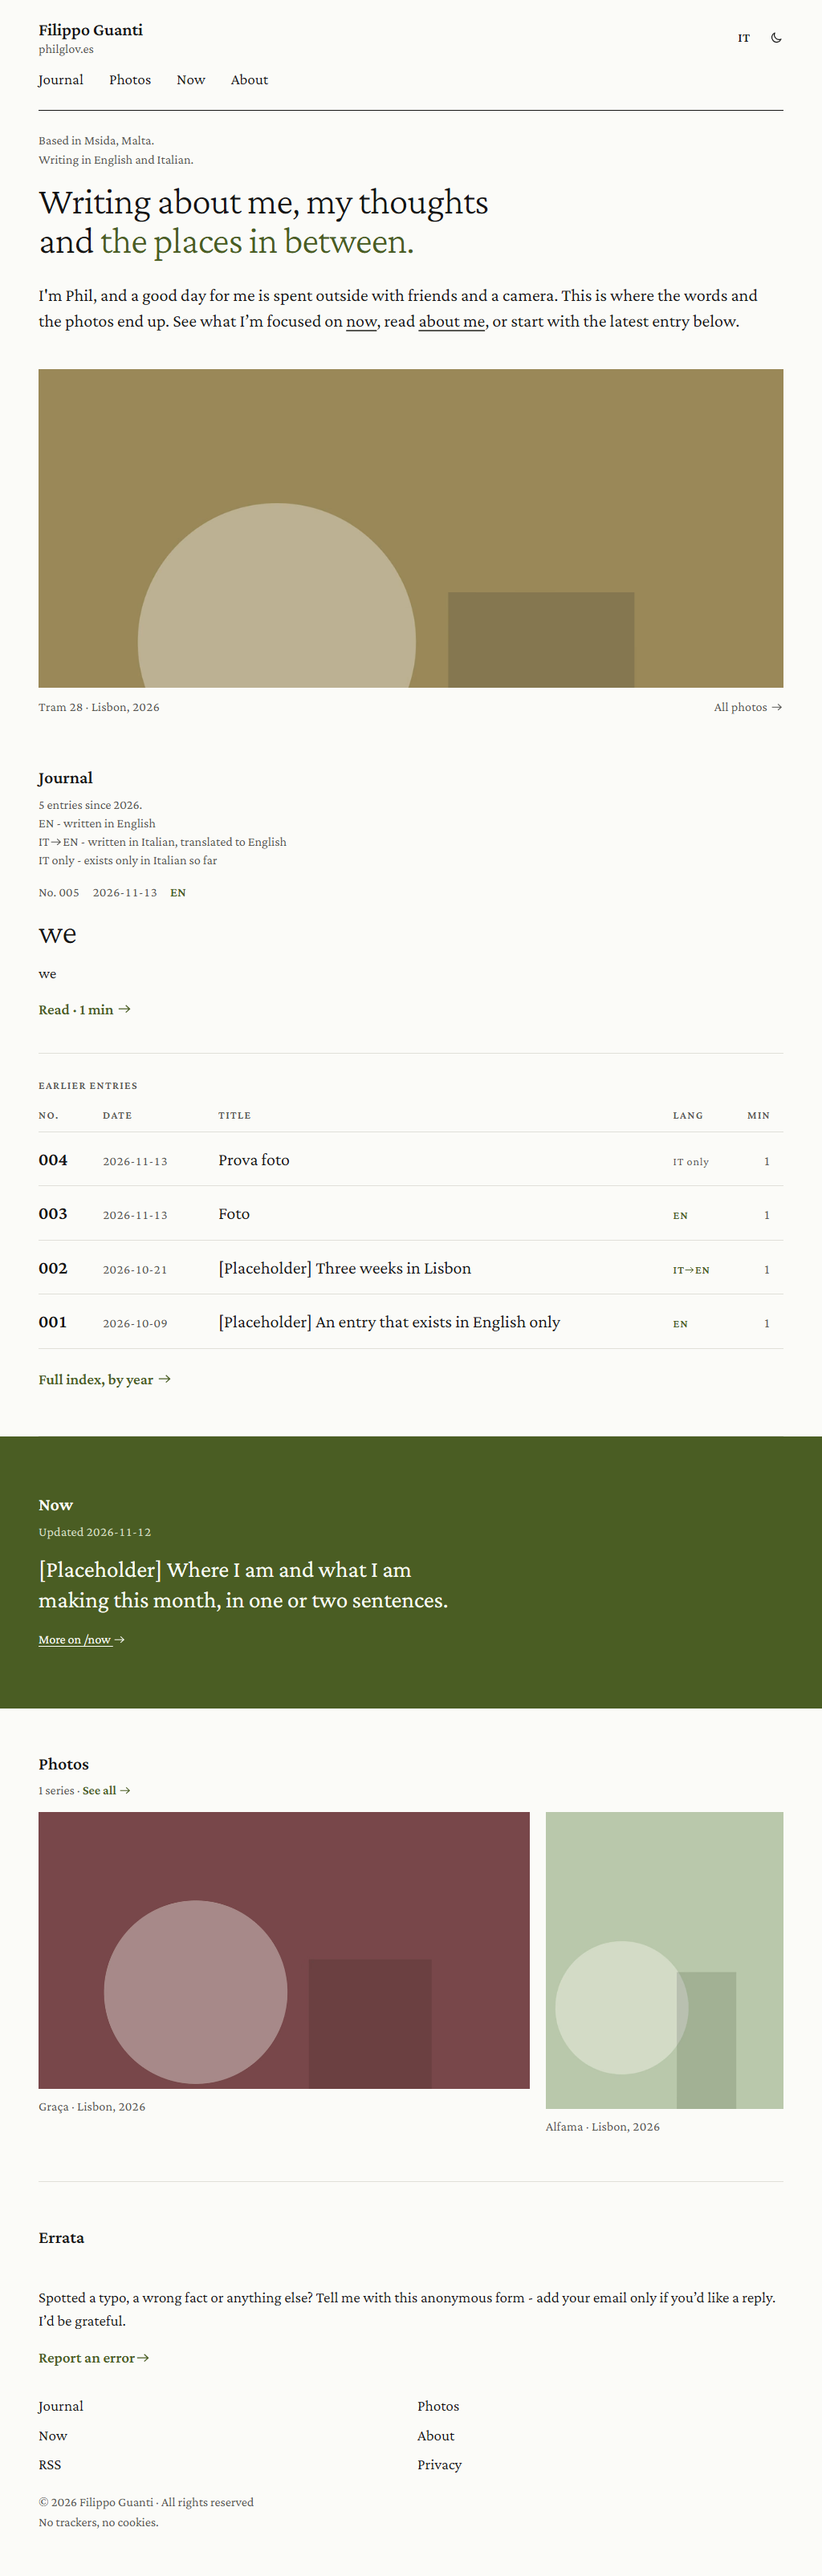 Filippo Guanti
philglov.es
IT
Journal Photos Now About
Based in Msida, Malta.
Writing in English and Italian.
Writing about me, my thoughts
and the places in between.
I'm Phil, and a good day for me is spent outside with friends and a camera. This is where the words and
the photos end up. See what I’m focused on now, read about me, or start with the latest entry below.
Tram 28 · Lisbon, 2026
All photos →
Journal
5 entries since 2026.
EN - written in English
IT→EN - written in Italian, translated to English
IT only - exists only in Italian so far
No. 005 2026-11-13 EN
we
we
Read · 1 min →
EARLIER ENTRIES
NO. DATE TITLE LANG MIN
004 2026-11-13 Prova foto IT only 1
003 2026-11-13 Foto EN 1
002 2026-10-21 [Placeholder] Three weeks in Lisbon IT→EN 1
001 2026-10-09 [Placeholder] An entry that exists in English only EN 1
Full index, by year →
Now
Updated 2026-11-12
[Placeholder] Where I am and what I am
making this month, in one or two sentences.
More on /now →
Photos
1 series · See all →
Graça · Lisbon, 2026
Alfama · Lisbon, 2026
Errata
Spotted a typo, a wrong fact or anything else? Tell me with this anonymous form - add your email only if you’d like a reply.
I’d be grateful.
Report an error→
Journal Photos
Now About
RSS Privacy
© 2026 Filippo Guanti · All rights reserved
No trackers, no cookies.